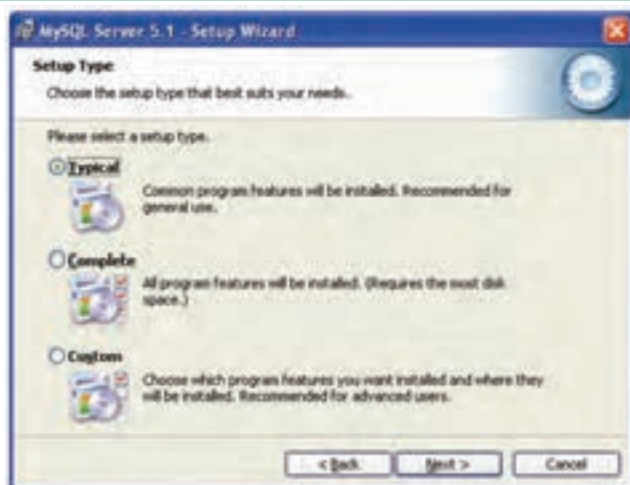 MySQL Server 5.1 - Setup Wizard
Setup Type
Choose the setup type that best suits your needs.
Please select a setup type.
Typical
Common program features will be installed. Recommended for
general use.
Complete
All program features will be installed. (Requires the most disk
space.)
Custom
Choose which program features you want installed and where they
will be installed. Recommended for advanced users.
< Back
Next >
Cancel